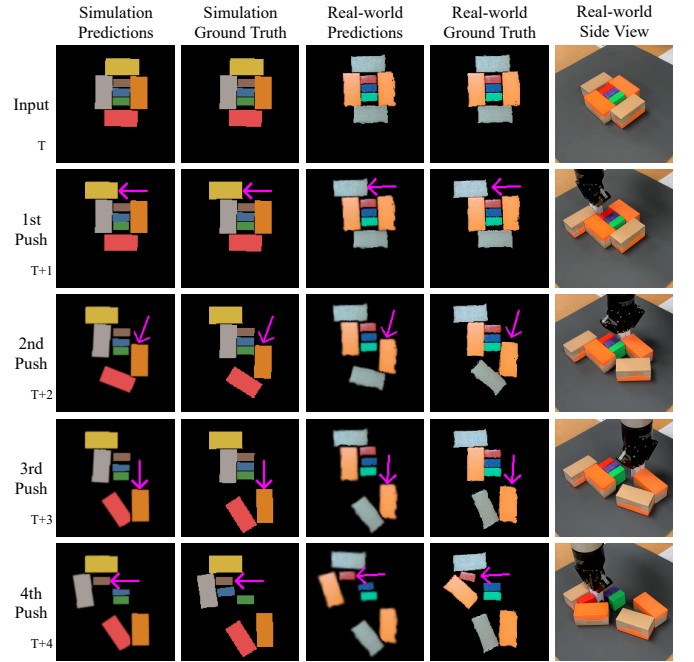 Simulation Predictions
Simulation Ground Truth
Real-world Predictions
Real-world Ground Truth
Real-world Side View
Input
T
1st Push
T+1
2nd Push
T+2
3rd Push
T+3
4th Push
T+4